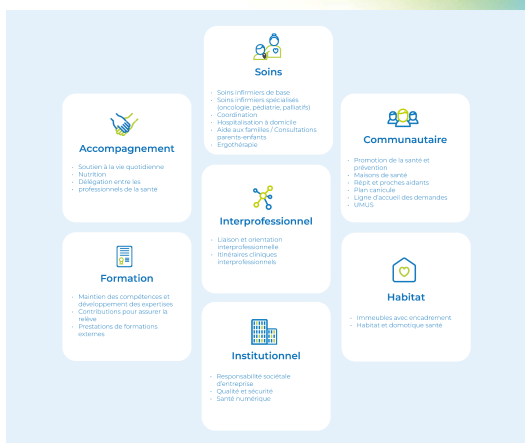 Soins
· Soins infirmiers de base
· Soins infirmiers spécialisés
(oncologie, pédiatrie, palliatifs)
· Coordination
· Hospitalisation à domicile
· Aide aux familles / Consultations
parents-enfants
· Ergothérapie
Accompagnement
· Soutien à la vie quotidienne
· Nutrition
· Délégation entre les
· professionnels de la santé
Communautaire
· Promotion de la santé et
prévention
· Maisons de santé
· Répit et proches aidants
· Plan canicule
· Ligne d'accueil des demandes
· UMUS
Interprofessionnel
· Liaison et orientation
interprofessionnelle
· Itinéraires cliniques
interprofessionnels
Formation
· Maintien des compétences et
développement des expertises
· Contributions pour assurer la
relève
· Prestations de formations
externes
Habitat
· Immeubles avec encadrement
· Habitat et domotique santé
Institutionnel
· Responsabilité sociétale
d'entreprise
· Qualité et sécurité
· Santé numérique